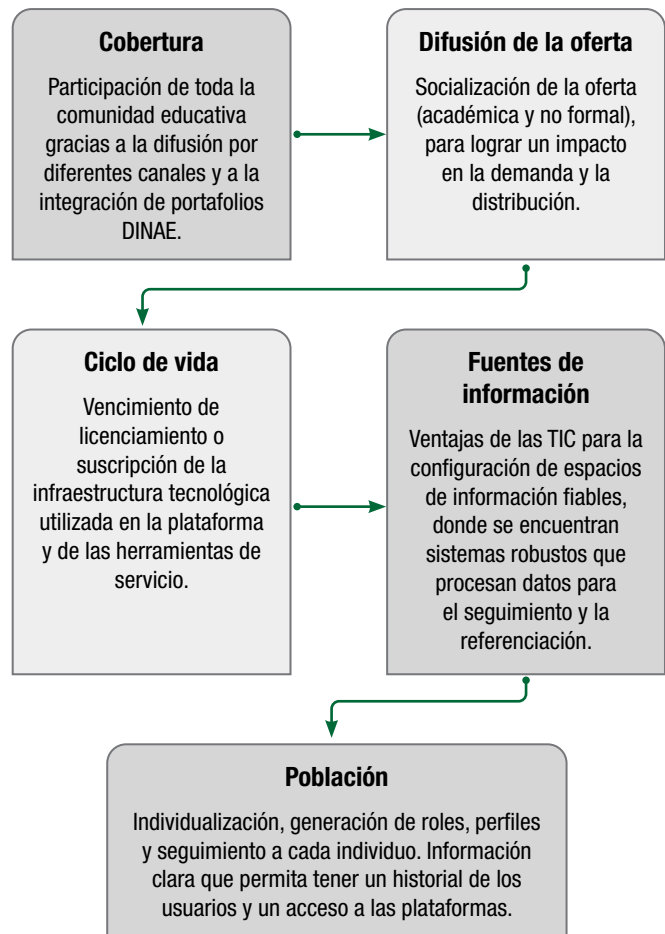 Cobertura
Participación de toda la
comunidad educativa
gracias a la difusión por
diferentes canales y a la
integración de portafolios
DINAE.
Difusión de la oferta
Socialización de la oferta
(académica y no formal),
para lograr un impacto
en la demanda y la
distribución.
Ciclo de vida
Vencimiento de
licenciamiento o
suscripción de la
infraestructura tecnológica
utilizada en la plataforma
y de las herramientas de
servicio.
Fuentes de
información
Ventajas de las TIC para la
configuración de espacios
de información fiables,
donde se encuentran
sistemas robustos que
procesan datos para
el seguimiento y la
referenciación.
Población
Individualización, generación de roles, perfiles
y seguimiento a cada individuo. Información
clara que permita tener un historial de los
usuarios y un acceso a las plataformas.